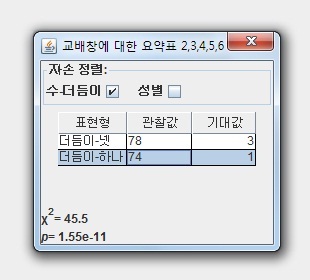 교배창에 대한 요약표 2,3,4,5,6
자손 정렬:
수-더듬이 성별
표현형 관찰값 기대값
더듬이-넷 78 3
더듬이-하나 74 1
χ2= 45.5
p= 1.55e-11